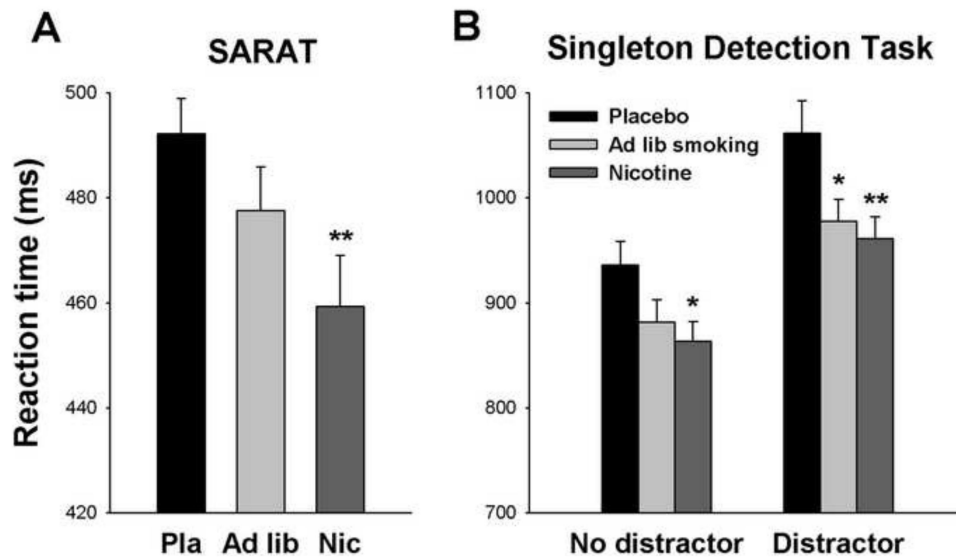 A
SARAT
Reaction time (ms)
500
480
460
440
420
**
Pla Ad lib Nic
B
Singleton Detection Task
1100
1000
900
800
700
Placebo
Ad lib smoking
Nicotine
*
*
**
No distractor Distractor